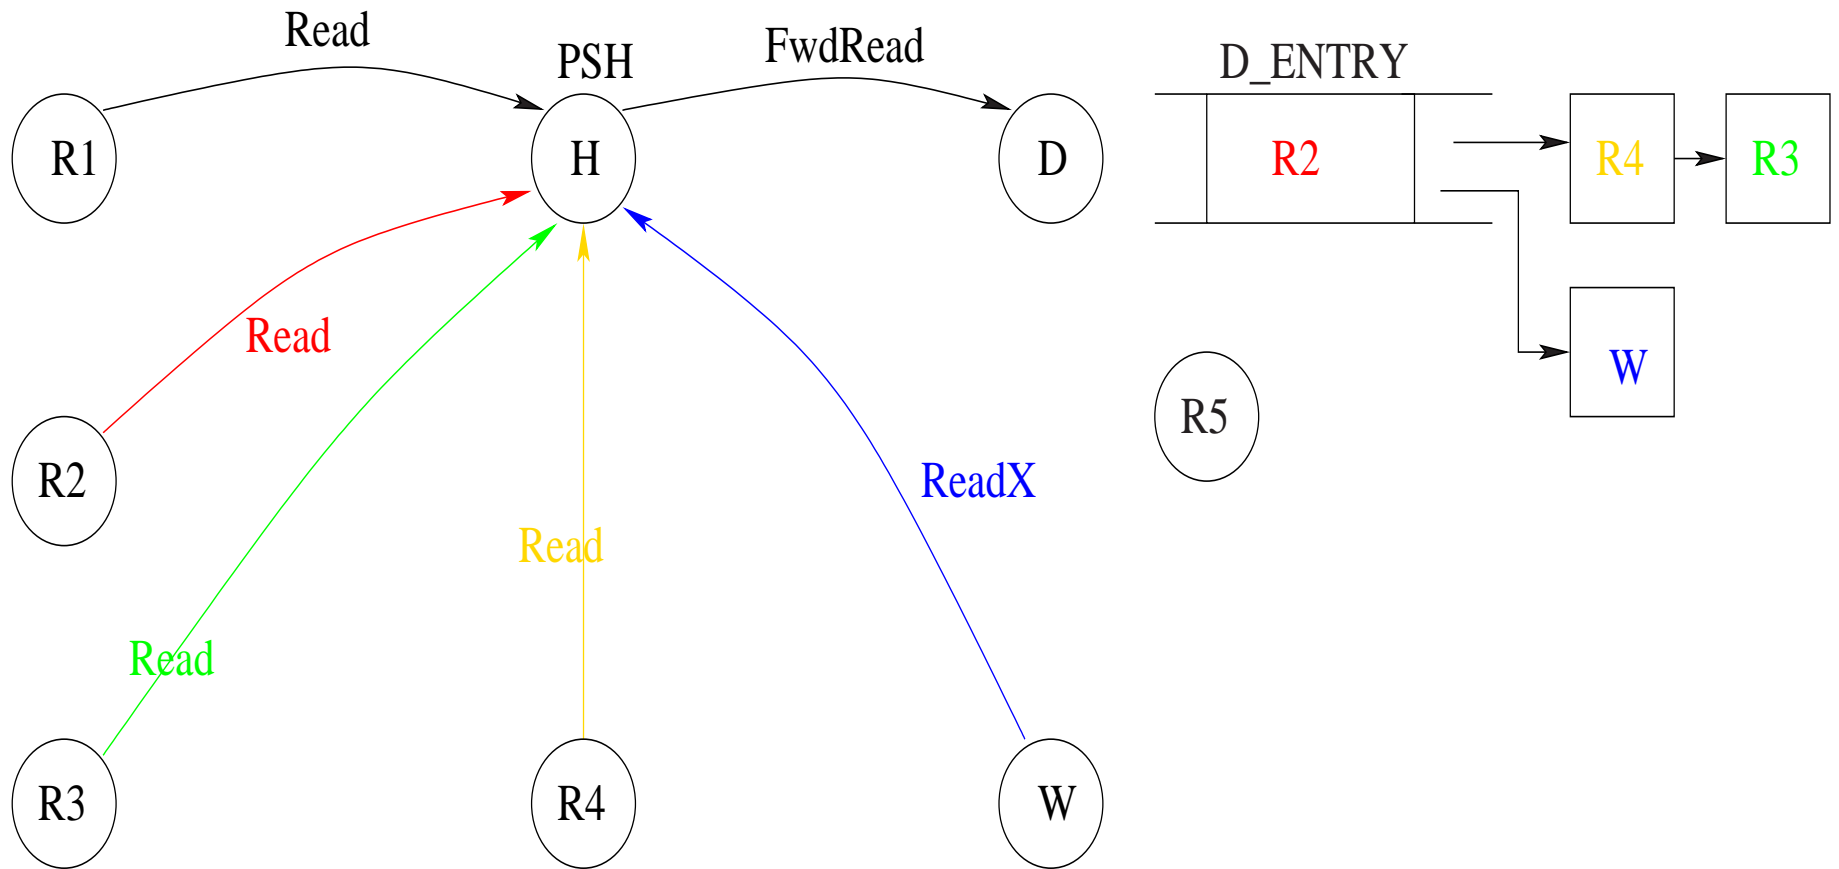 Read
PSH
FwdRead
D_ENTRY
R1
H
D
R2
R4
R3
Read
W
R5
R2
ReadX
Read
Read
R3
R4
W